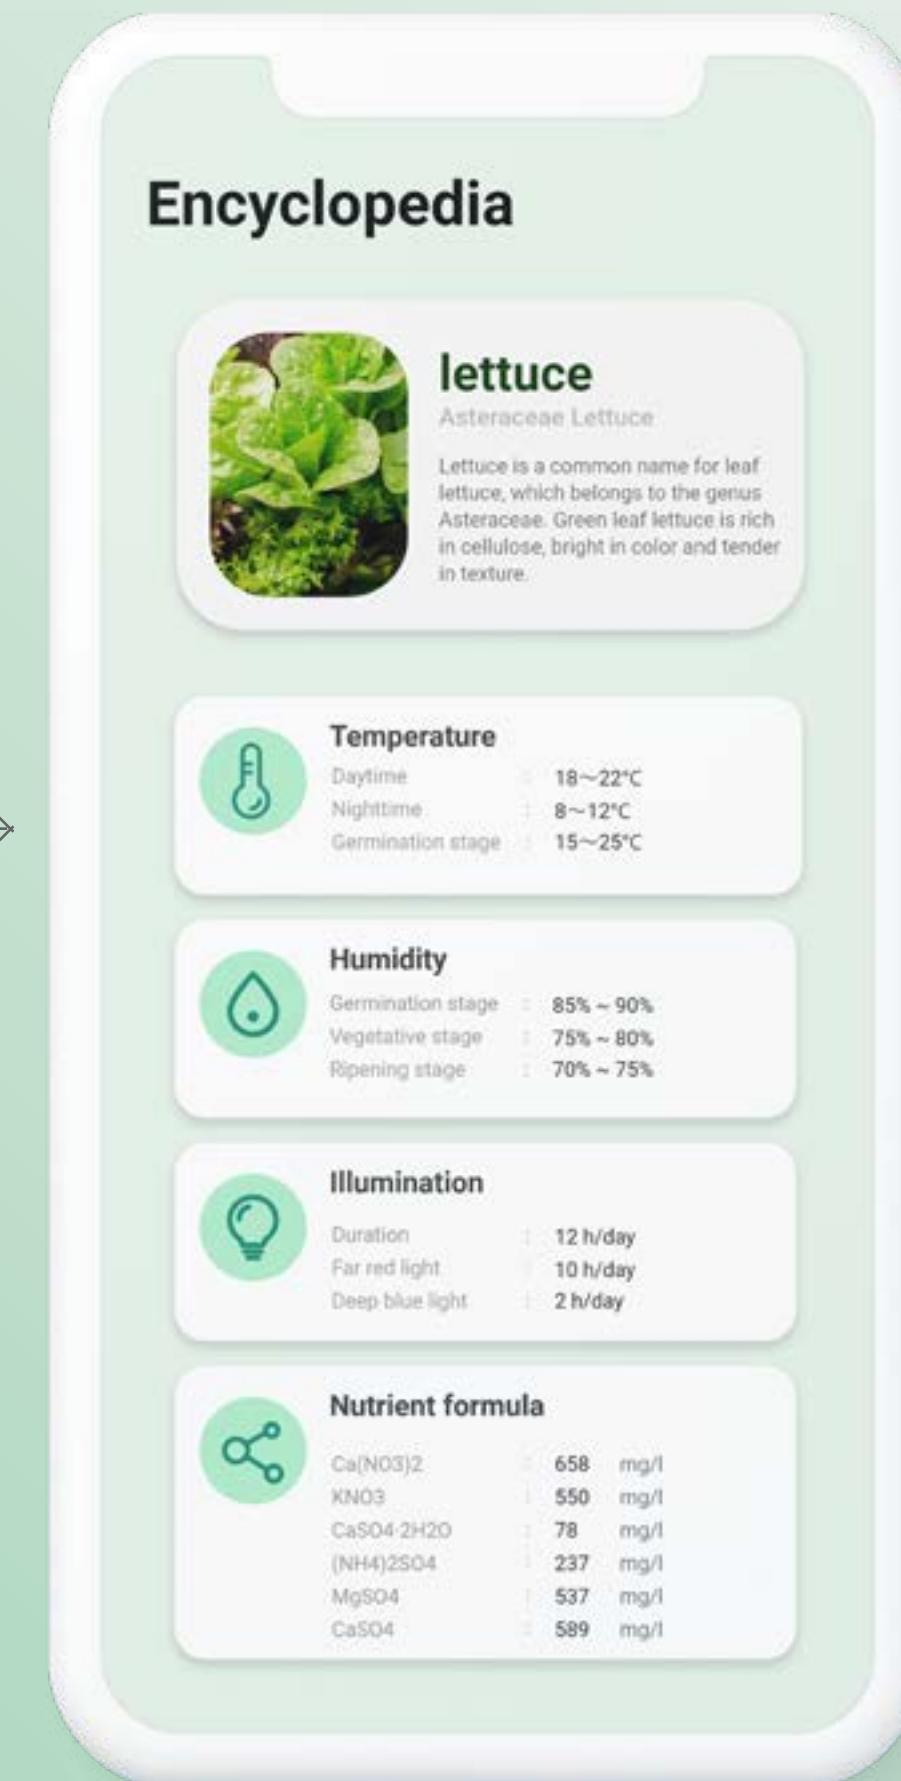 Encyclopedia
lettuce
Asteraceae Lettuce
Lettuce is a common name for leaf
lettuce, which belongs to the genus
Asteraceae. Green leaf lettuce is rich
in cellulose, bright in color and tender
in texture.
Temperature
Daytime : 18～22℃
Nighttime : 8～12℃
Germination stage : 15～25℃
Humidity
Germination stage : 85% ~ 90%
Vegetative stage : 75% ~ 80%
Ripening stage : 70% ~ 75%
Illumination
Duration : 12 h/day
Far red light : 10 h/day
Deep blue light : 2 h/day
Nutrient formula
Ca(NO3)2 : 658 mg/l
KNO3 : 550 mg/l
CaSO4·2H2O : 78 mg/l
(NH4)2SO4 : 237 mg/l
MgSO4 : 537 mg/l
CaSO4 : 589 mg/l